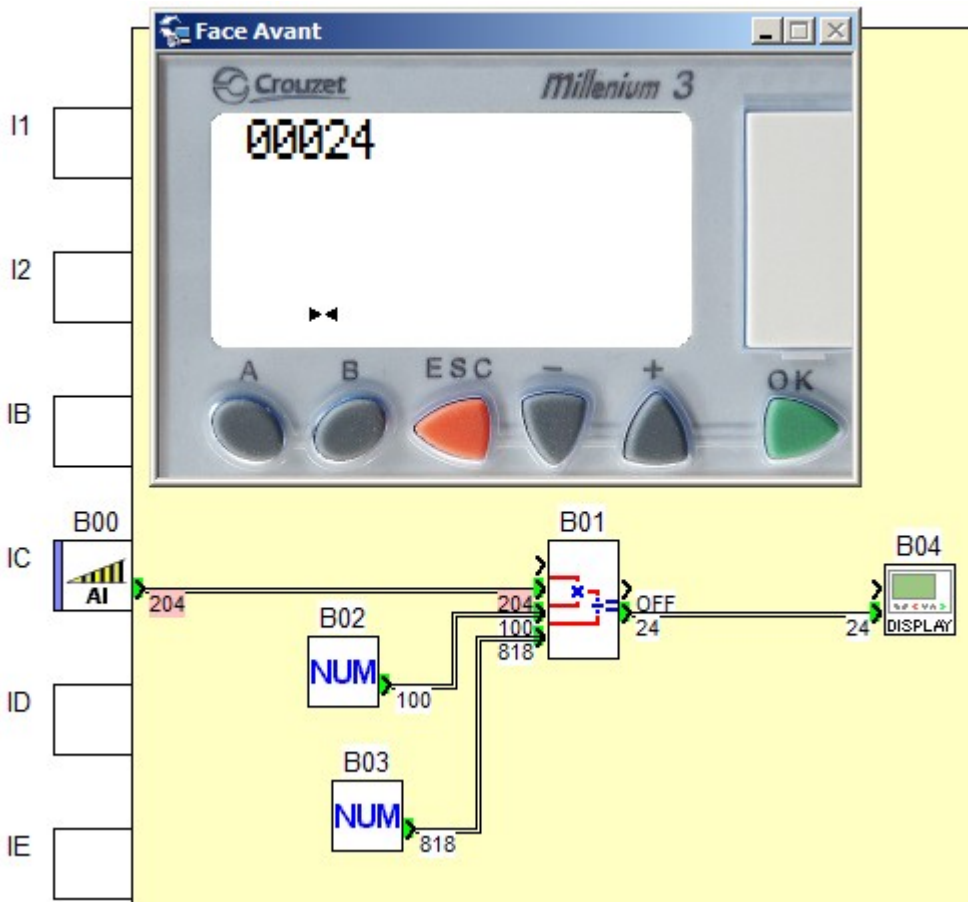 Face Avant
Crouzet Millenium 3
00024
A B ESC - + OK
I1
I2
IB
IC
ID
IE
B00
AI
204
B01
204
100
818
OFF
24
B02
NUM
100
B03
NUM
818
B04
24
DISPLAY